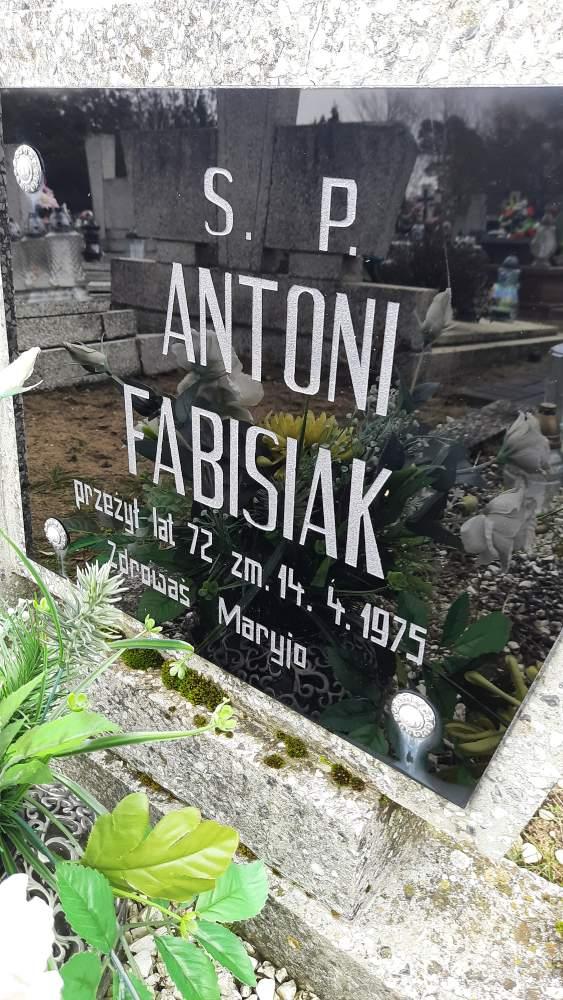 S. P.
ANTONI
FABISIAK
przeżył lat 72 zm. 14. 4. 1975
Zdrowaś Maryjo